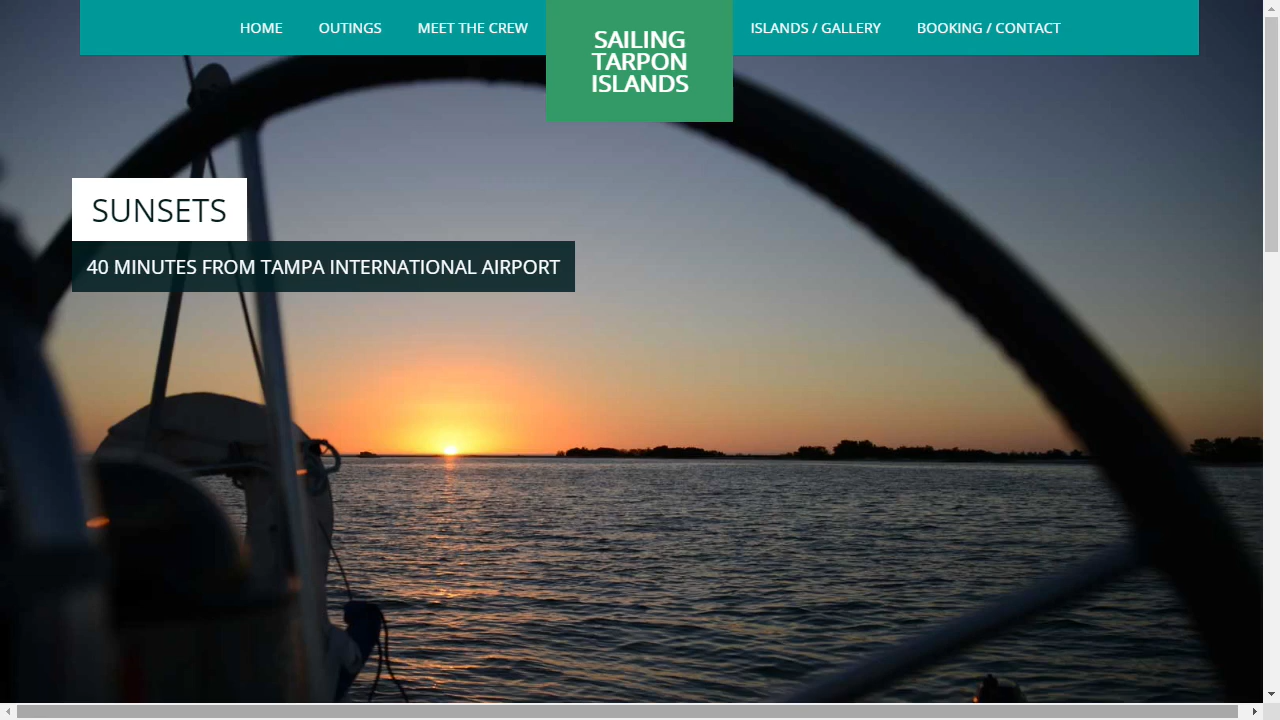 HOME OUTINGS MEET THE CREW
SAILING
TARPON
ISLANDS
ISLANDS / GALLERY BOOKING / CONTACT
SUNSETS
40 MINUTES FROM TAMPA INTERNATIONAL AIRPORT